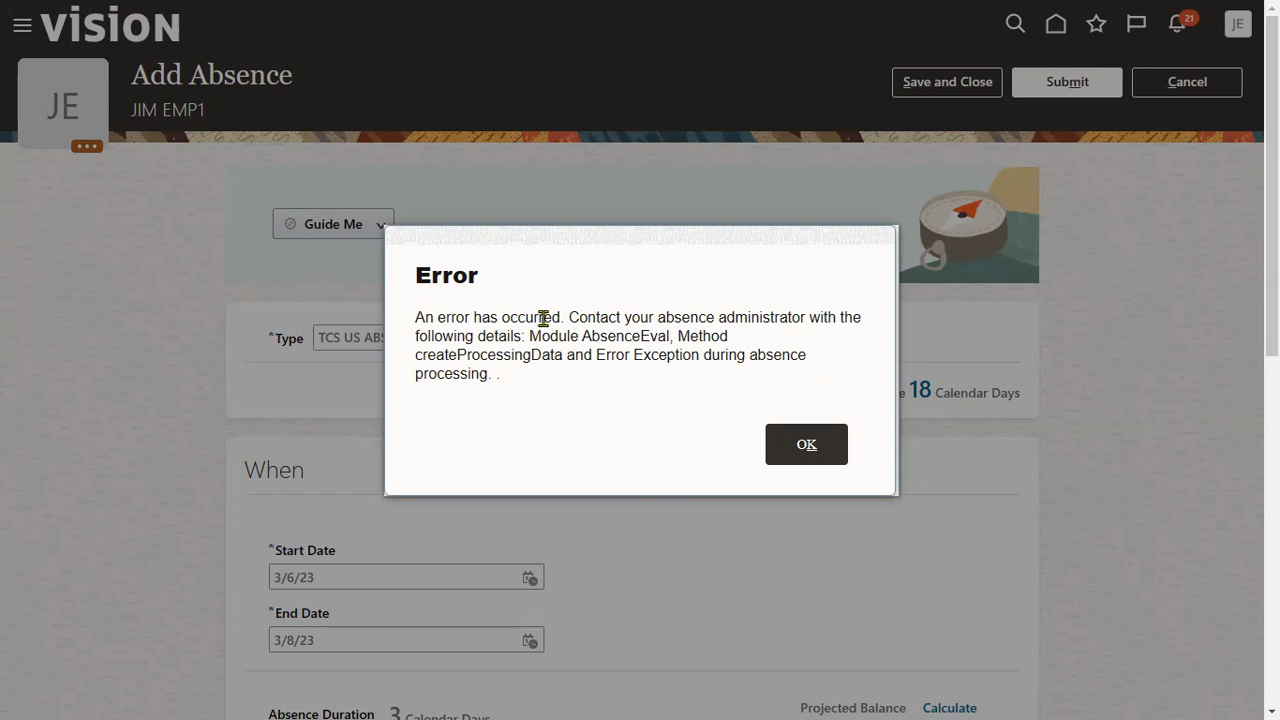 vision
21
JE
JE
Add Absence
JIM EMP1
Save and Close
Submit
Cancel
Guide Me
Error
An error has occurred. Contact your absence administrator with the
following details: Module AbsenceEval, Method
createProcessingData and Error Exception during absence
processing. .
OK
*Type
TCS US ABS
18 Calendar Days
When
*Start Date
3/6/23
*End Date
3/8/23
Absence Duration 3 Calendar Days
Projected Balance Calculate